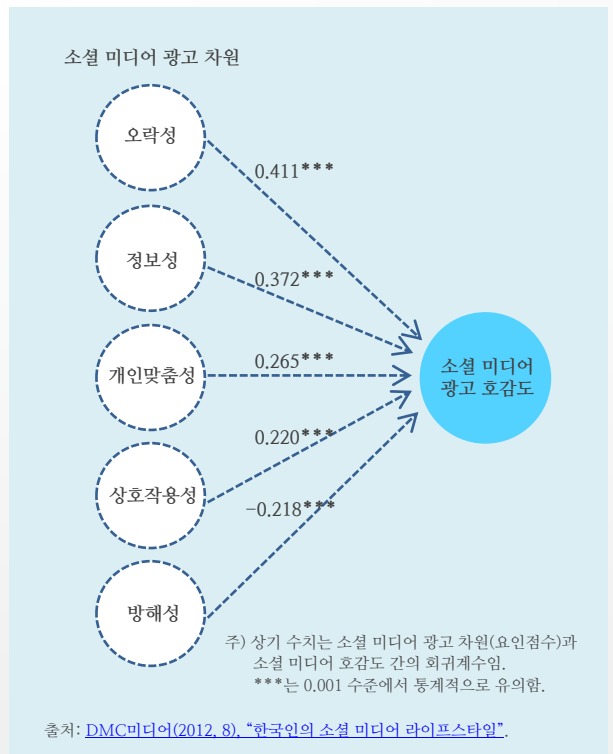 소셜 미디어 광고 차원
오락성
0.411***
정보성
0.372***
개인맞춤성
0.265***
소셜 미디어
광고 호감도
0.220***
상호작용성
-0.218***
방해성
주) 상기 수치는 소셜 미디어 광고 차원(요인점수)과
소셜 미디어 호감도 간의 회귀계수임.
***는 0.001 수준에서 통계적으로 유의함.
출처: DMC미디어(2012, 8), “한국인의 소셜 미디어 라이프스타일”.